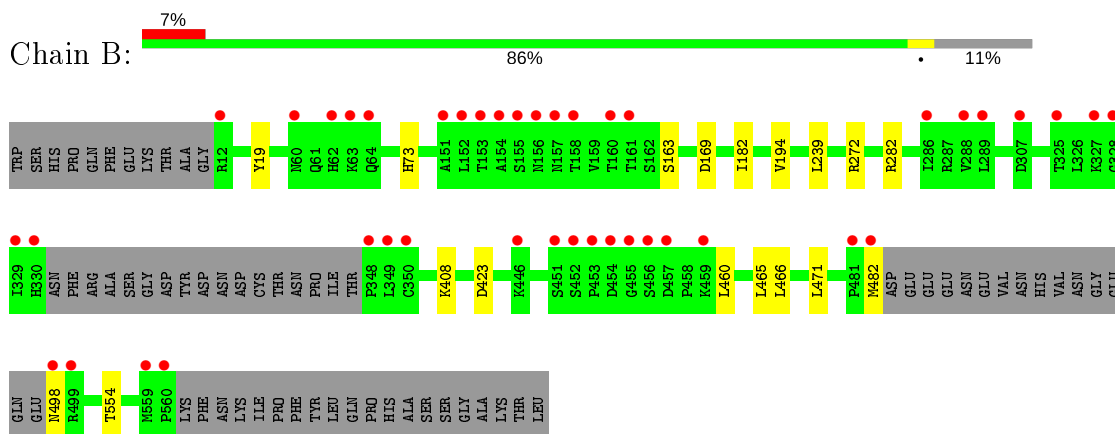 7%
Chain B:
86% • 11%
TRP SER HIS PRO GLN PHE GLU LYS THR ALA GLY R12 Y19 N60 Q61 H62 K63 Q64 H73 A151 L152 T153 A154 S155 N156 N157 T158 V159 T160 T161 S162 S163 D169 I182 V194 L239 R272 R282 I286 R287 V288 L289 D307 T325 L326 K327
I329 H330 ASN PHE ARG ALA SER GLY ASP TYR ASP ASN ASP CYS THR ASN PRO ILE THR P348 L349 C350 K408 D423 K446 S451 S452 P453 D454 G455 S456 D457 P458 K459 L460 L465 L466 L471 P481 M482 ASP GLU GLU GLU ASN GLU VAL ASN HIS VAL ASN GLY GLU
GLN GLU N498 R499 T554 M559 P560 LYS PHE ASN LYS ILE PRO PHE TYR LEU GLN PRO HIS ALA SER SER GLY ALA LYS THR LEU